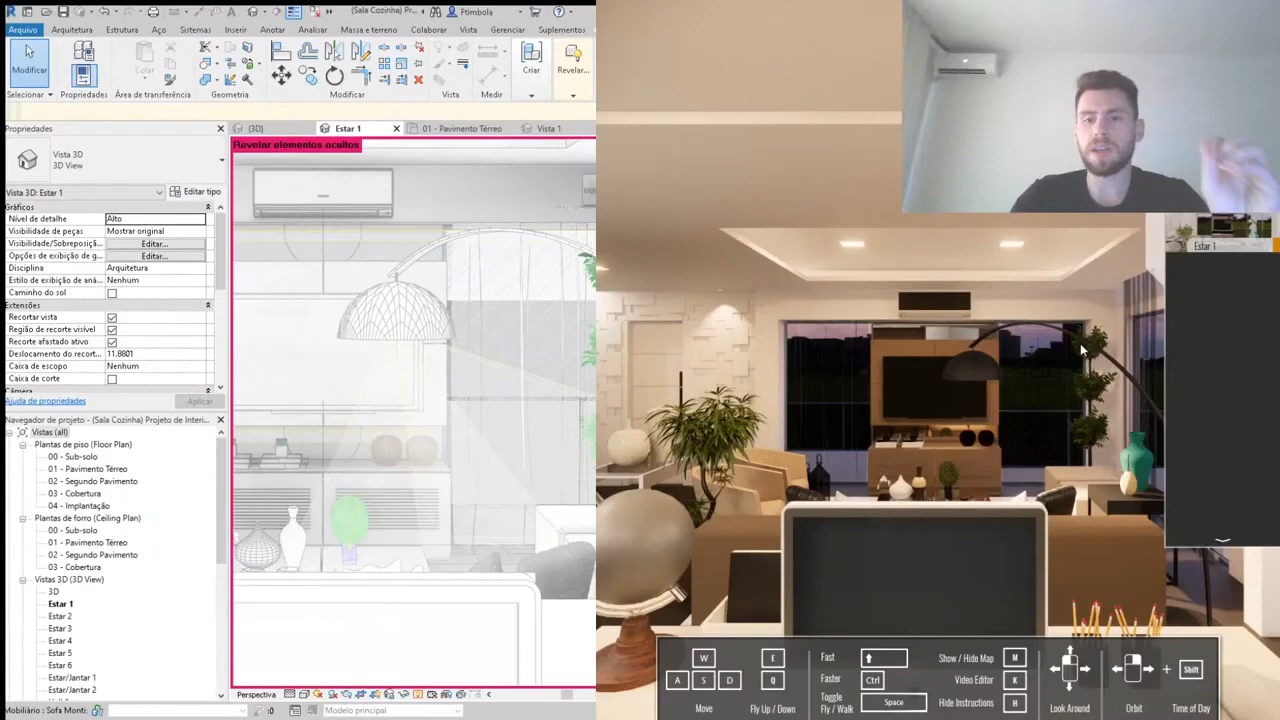 (Sala Cozinha) Pr...
Ftimbola
Arquivo
Arquitetura
Estrutura
Aço
Sistemas
Inserir
Anotar
Analisar
Massa e terreno
Colaborar
Vista
Gerenciar
Suplementos
Modificar
Colar
Criar
Revelar...
Selecionar
Propriedades
Área de transferência
Geometria
Modificar
Vista
Medir
Propriedades
{3D}
Estar 1
01 - Pavimento Térreo
Vista 1
Revelar elementos ocultos
Vista 3D
3D View
Vista 3D: Estar 1
Editar tipo
Gráficos
Nível de detalhe
Alto
Visibilidade de peças
Mostrar original
Visibilidade/Sobreposiçã...
Editar...
Opções de exibição de g...
Editar...
Disciplina
Arquitetura
Estilo de exibição de aná...
Nenhum
Caminho do sol
Extensões
Recortar vista
Região de recorte visível
Recorte afastado ativo
Deslocamento do recort...
11.8801
Caixa de escopo
Nenhum
Caixa de corte
Câmera
Ajuda de propriedades
Aplicar
Navegador de projeto - (Sala Cozinha) Projeto de Interi...
Vistas (all)
Plantas de piso (Floor Plan)
00 - Sub-solo
01 - Pavimento Térreo
02 - Segundo Pavimento
03 - Cobertura
04 - Implantação
Plantas de forro (Ceiling Plan)
00 - Sub-solo
01 - Pavimento Térreo
02 - Segundo Pavimento
03 - Cobertura
Vistas 3D (3D View)
3D
Estar 1
Estar 2
Estar 3
Estar 4
Estar 5
Estar 6
Estar/Jantar 1
Estar/Jantar 2
Perspectiva
Mobiliário : Sofa Monti:
:0
Modelo principal
Estar 1
W
E
A
S
D
Q
Move
Fly Up / Down
Fast
Faster
Ctrl
Toggle
Fly / Walk
Space
Show / Hide Map
M
Video Editor
K
Hide Instructions
H
Look Around
Orbit
+
Shift
Time of Day